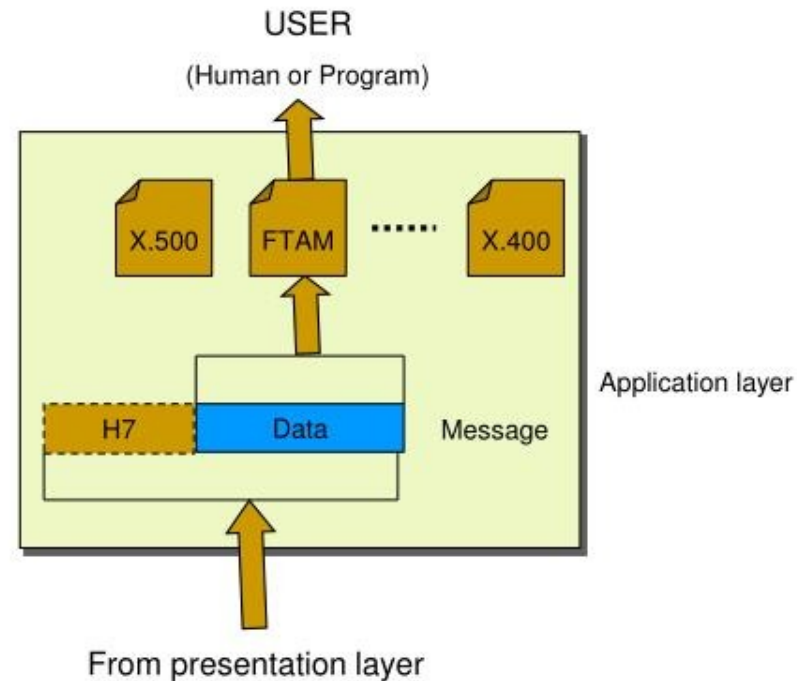 USER
(Human or Program)
X.500
FTAM
X.400
Application layer
H7
Data
Message
From presentation layer